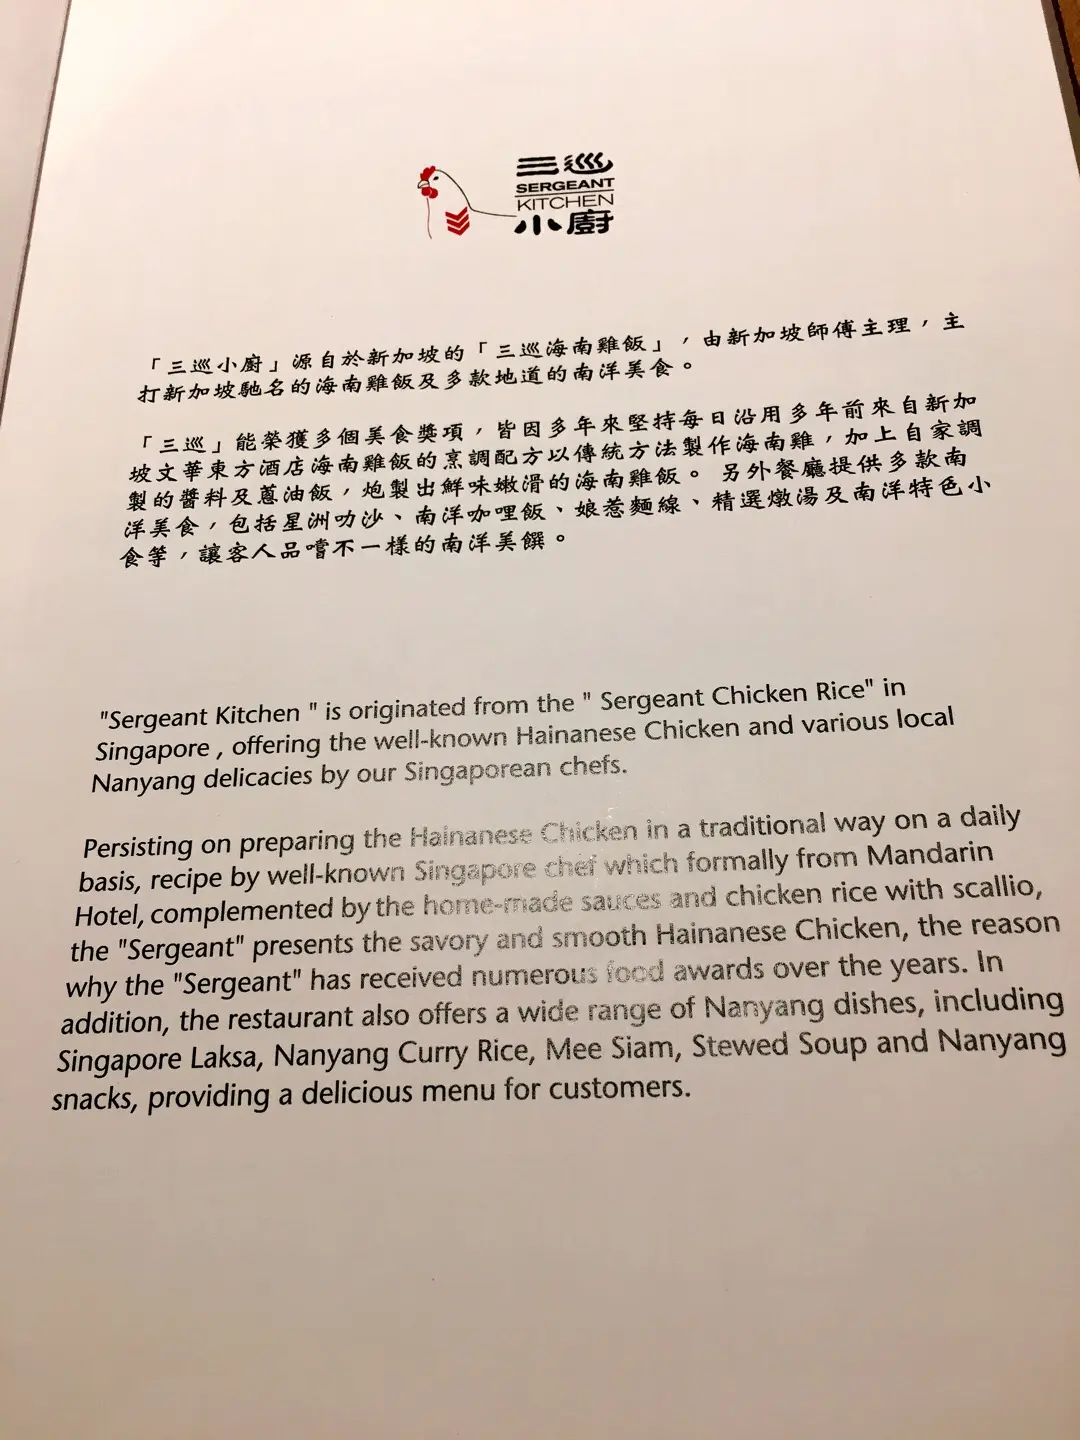 三巡
SERGEANT
KITCHEN
小廚
「三巡小廚」源自於新加坡的「三巡海南雞飯」，由新加坡師傅主理，主
打新加坡馳名的海南雞飯及多款地道的南洋美食。
「三巡」能榮獲多個美食獎項，皆因多年來堅持每日沿用多年前來自新加
坡文華東方酒店海南雞飯的烹調配方以傳統方法製作海南雞，加上自家調
製的醬料及蔥油飯，炮製出鮮味嫩滑的海南雞飯。另外餐廳提供多款南
洋美食，包括星洲叻沙、南洋咖哩飯、娘惹麵線、精選燉湯及南洋特色小
食等，讓客人品嚐不一樣的南洋美饌。
"Sergeant Kitchen " is originated from the " Sergeant Chicken Rice" in
Singapore , offering the well-known Hainanese Chicken and various local
Nanyang delicacies by our Singaporean chefs.
Persisting on preparing the Hainanese Chicken in a traditional way on a daily
basis, recipe by well-known Singapore chef which formally from Mandarin
Hotel, complemented by the home-made sauces and chicken rice with scallio,
the "Sergeant" presents the savory and smooth Hainanese Chicken, the reason
why the "Sergeant" has received numerous food awards over the years. In
addition, the restaurant also offers a wide range of Nanyang dishes, including
Singapore Laksa, Nanyang Curry Rice, Mee Siam, Stewed Soup and Nanyang
snacks, providing a delicious menu for customers.